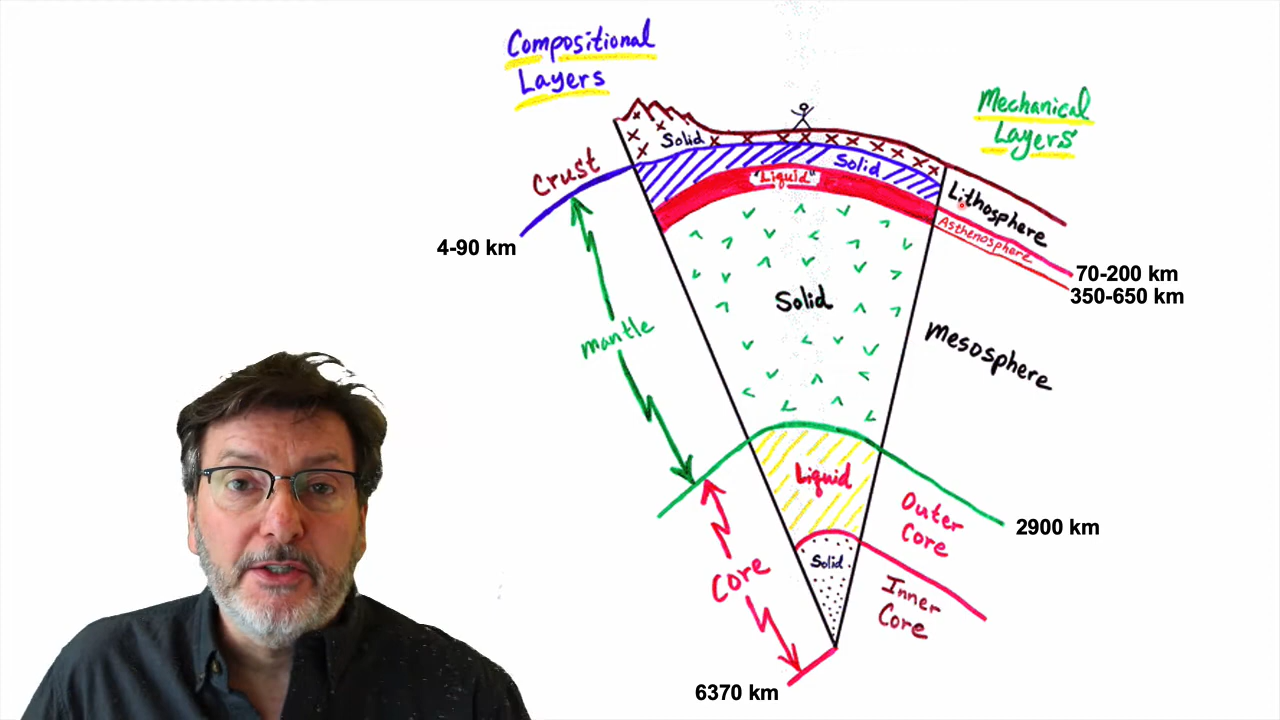 Compositional
Layers
Mechanical
Layers
Solid
Crust
Solid
"Liquid"
Lithosphere
Asthenosphere
4-90 km
70-200 km
350-650 km
Solid
mantle
Mesosphere
Liquid
Outer
Core
2900 km
Core
Solid
Inner
Core
6370 km